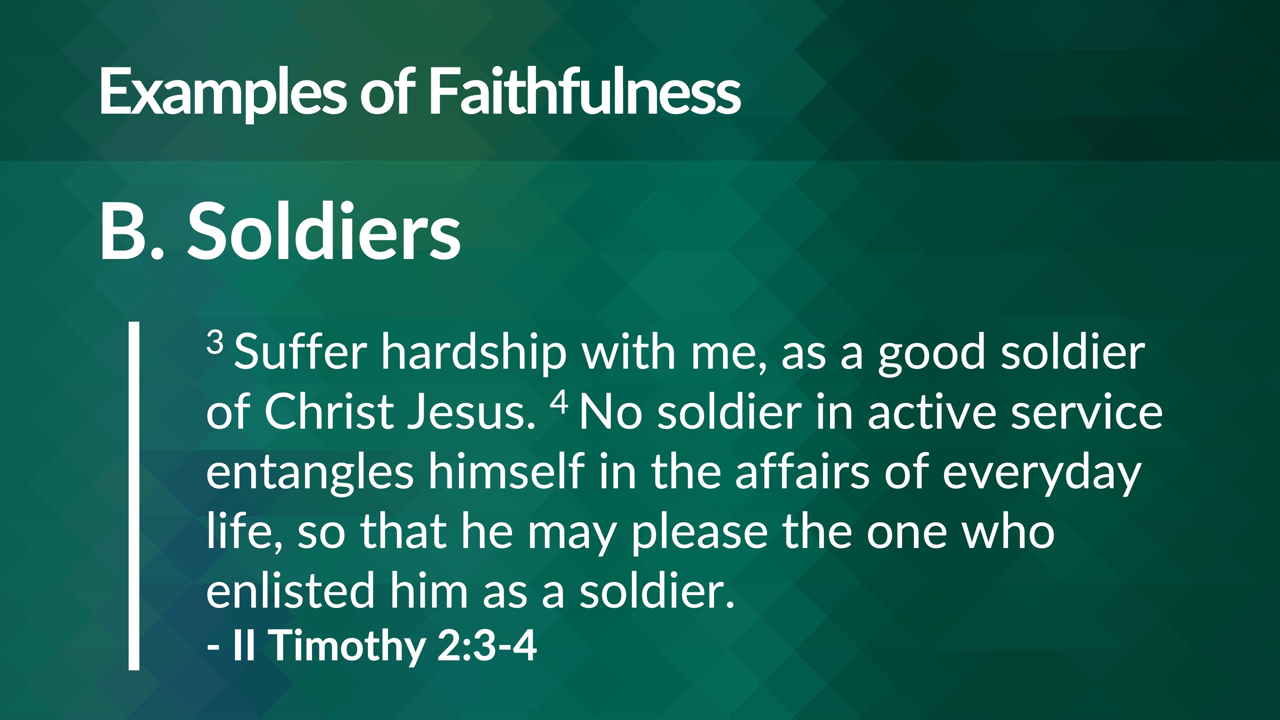 Examples of Faithfulness
B. Soldiers
³ Suffer hardship with me, as a good soldier
of Christ Jesus. ⁴ No soldier in active service
entangles himself in the affairs of everyday
life, so that he may please the one who
enlisted him as a soldier.
- II Timothy 2:3-4